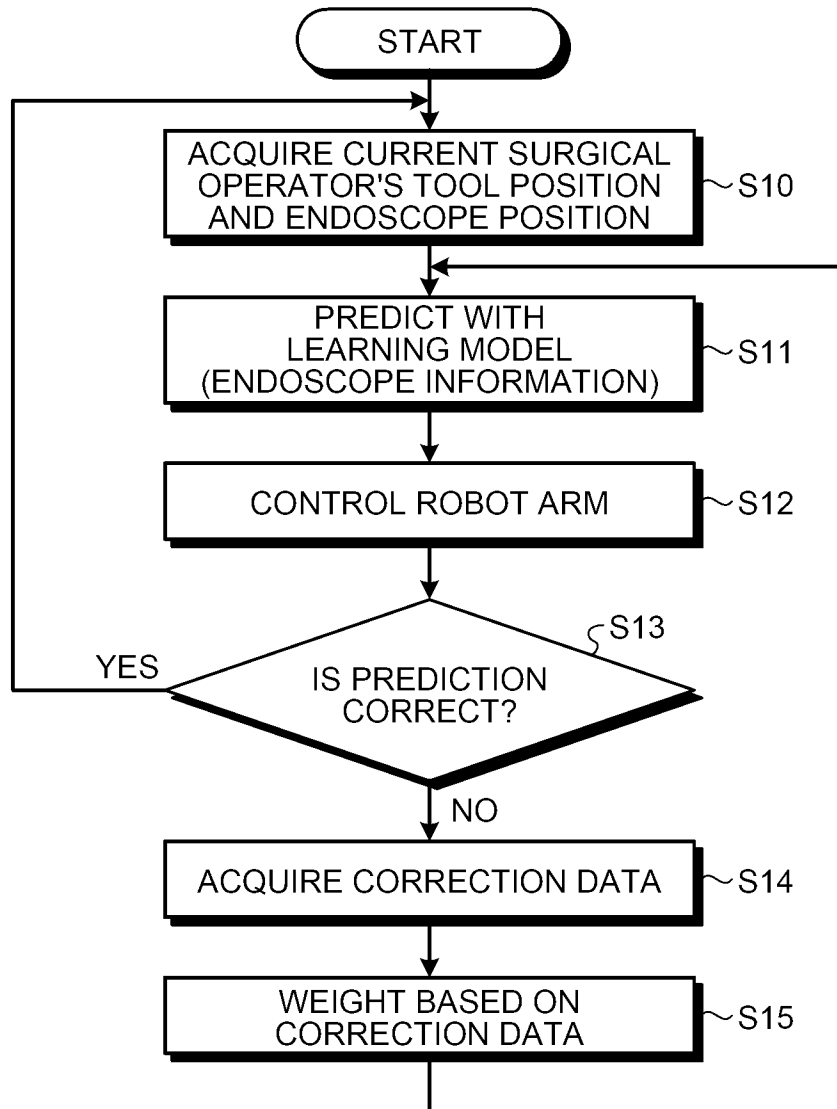 START
ACQUIRE CURRENT SURGICAL
OPERATOR'S TOOL POSITION
AND ENDOSCOPE POSITION
S10
PREDICT WITH
LEARNING MODEL
(ENDOSCOPE INFORMATION)
S11
CONTROL ROBOT ARM
S12
S13
YES
IS PREDICTION
CORRECT?
NO
ACQUIRE CORRECTION DATA
S14
WEIGHT BASED ON
CORRECTION DATA
S15